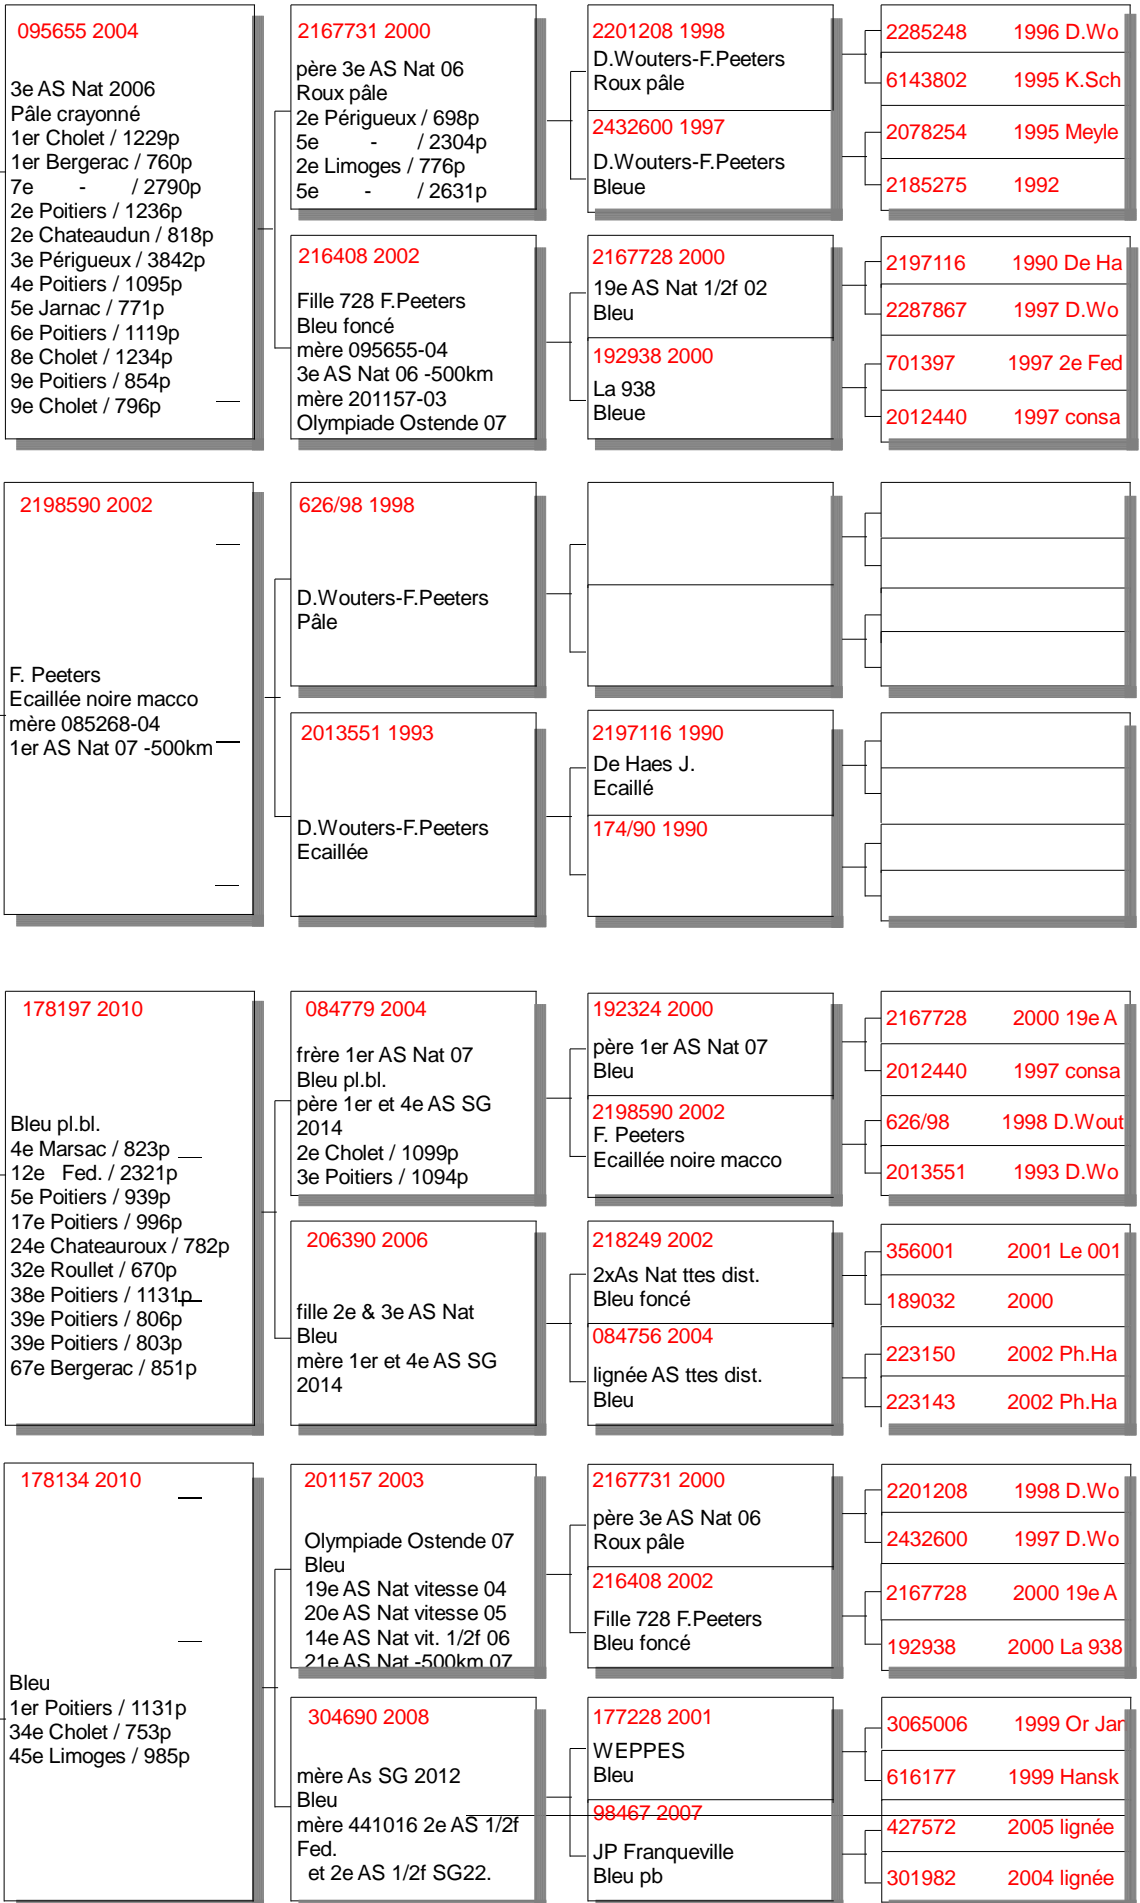 095655 2004
3e AS Nat 2006
Pâle crayonné
1er Cholet / 1229p
1er Bergerac / 760p
7e - / 2790p
2e Poitiers / 1236p
2e Chateaudun / 818p
3e Périgueux / 3842p
4e Poitiers / 1095p
5e Jarnac / 771p
6e Poitiers / 1119p
8e Cholet / 1234p
9e Poitiers / 854p
9e Cholet / 796p
2167731 2000
père 3e AS Nat 06
Roux pâle
2e Périgueux / 698p
5e - / 2304p
2e Limoges / 776p
5e - / 2631p
216408 2002
Fille 728 F.Peeters
Bleu foncé
mère 095655-04
3e AS Nat 06 -500km
mère 201157-03
Olympiade Ostende 07
2201208 1998
D.Wouters-F.Peeters
Roux pâle
2432600 1997
D.Wouters-F.Peeters
Bleue
2167728 2000
19e AS Nat 1/2f 02
Bleu
192938 2000
La 938
Bleue
2285248 1996 D.Wo
6143802 1995 K.Sch
2078254 1995 Meyle
2185275 1992
2197116 1990 De Ha
2287867 1997 D.Wo
701397 1997 2e Fed
2012440 1997 consa
2198590 2002
F. Peeters
Ecaillée noire macco
mère 085268-04
1er AS Nat 07 -500km
626/98 1998
D.Wouters-F.Peeters
Pâle
2013551 1993
D.Wouters-F.Peeters
Ecaillée
2197116 1990
De Haes J.
Ecaillé
174/90 1990
178197 2010
Bleu pl.bl.
4e Marsac / 823p
12e Fed. / 2321p
5e Poitiers / 939p
17e Poitiers / 996p
24e Chateauroux / 782p
32e Roullet / 670p
38e Poitiers / 1131p
39e Poitiers / 806p
39e Poitiers / 803p
67e Bergerac / 851p
084779 2004
frère 1er AS Nat 07
Bleu pl.bl.
père 1er et 4e AS SG
2014
2e Cholet / 1099p
3e Poitiers / 1094p
206390 2006
fille 2e & 3e AS Nat
Bleu
mère 1er et 4e AS SG
2014
192324 2000
père 1er AS Nat 07
Bleu
2198590 2002
F. Peeters
Ecaillée noire macco
218249 2002
2xAs Nat ttes dist.
Bleu foncé
084756 2004
lignée AS ttes dist.
Bleu
2167728 2000 19e A
2012440 1997 consa
626/98 1998 D.Wout
2013551 1993 D.Wo
356001 2001 Le 001
189032 2000
223150 2002 Ph.Ha
223143 2002 Ph.Ha
178134 2010
Bleu
1er Poitiers / 1131p
34e Cholet / 753p
45e Limoges / 985p
201157 2003
Olympiade Ostende 07
Bleu
19e AS Nat vitesse 04
20e AS Nat vitesse 05
14e AS Nat vit. 1/2f 06
21e AS Nat -500km 07
304690 2008
mère As SG 2012
Bleu
mère 441016 2e AS 1/2f
Fed.
et 2e AS 1/2f SG22.
2167731 2000
père 3e AS Nat 06
Roux pâle
216408 2002
Fille 728 F.Peeters
Bleu foncé
177228 2001
WEPPES
Bleu
98467 2007
JP Franqueville
Bleu pb
2201208 1998 D.Wo
2432600 1997 D.Wo
2167728 2000 19e A
192938 2000 La 938
3065006 1999 Or Jan
616177 1999 Hansk
427572 2005 lignée
301982 2004 lignée